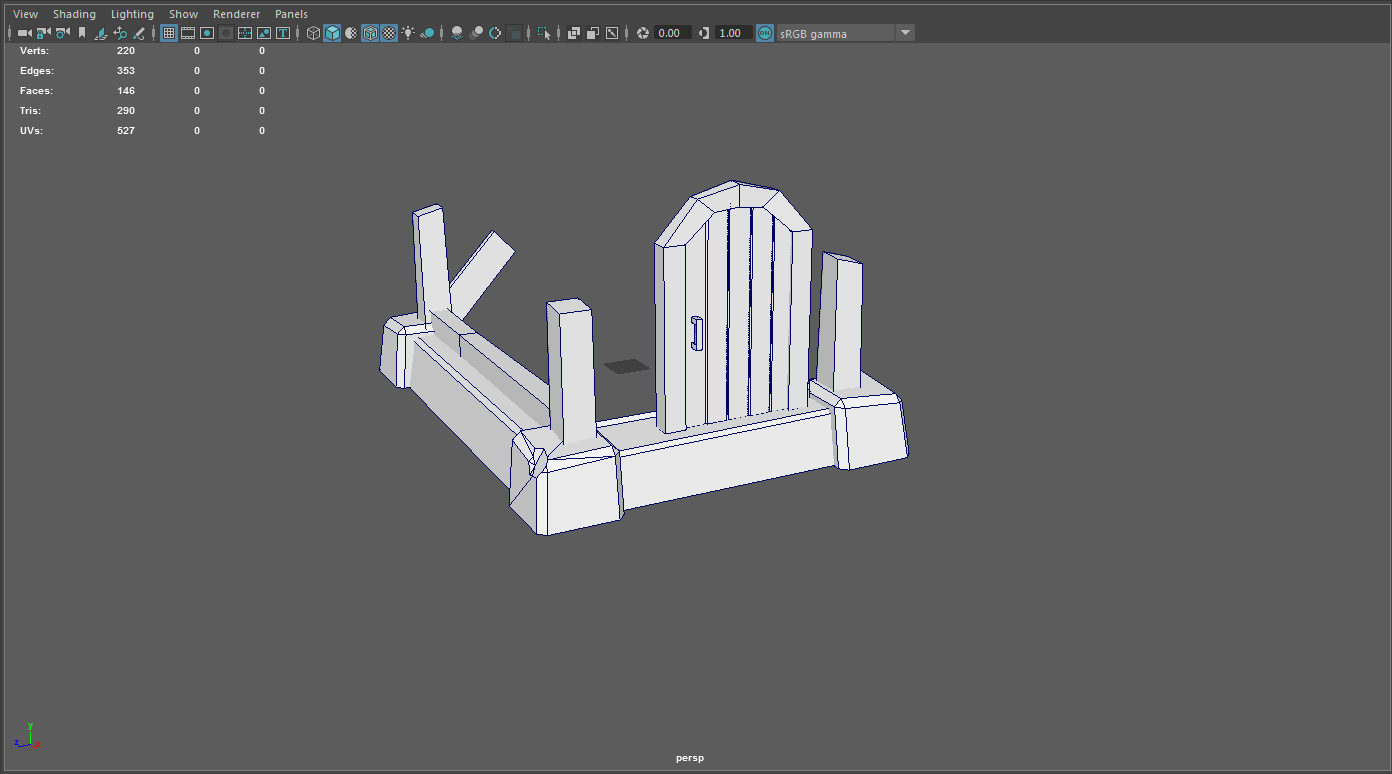 View Shading Lighting Show Renderer Panels
0.00 1.00 ON sRGB gamma
Verts: 220 0 0
Edges: 353 0 0
Faces: 146 0 0
Tris: 290 0 0
UVs: 527 0 0
y
z x
persp